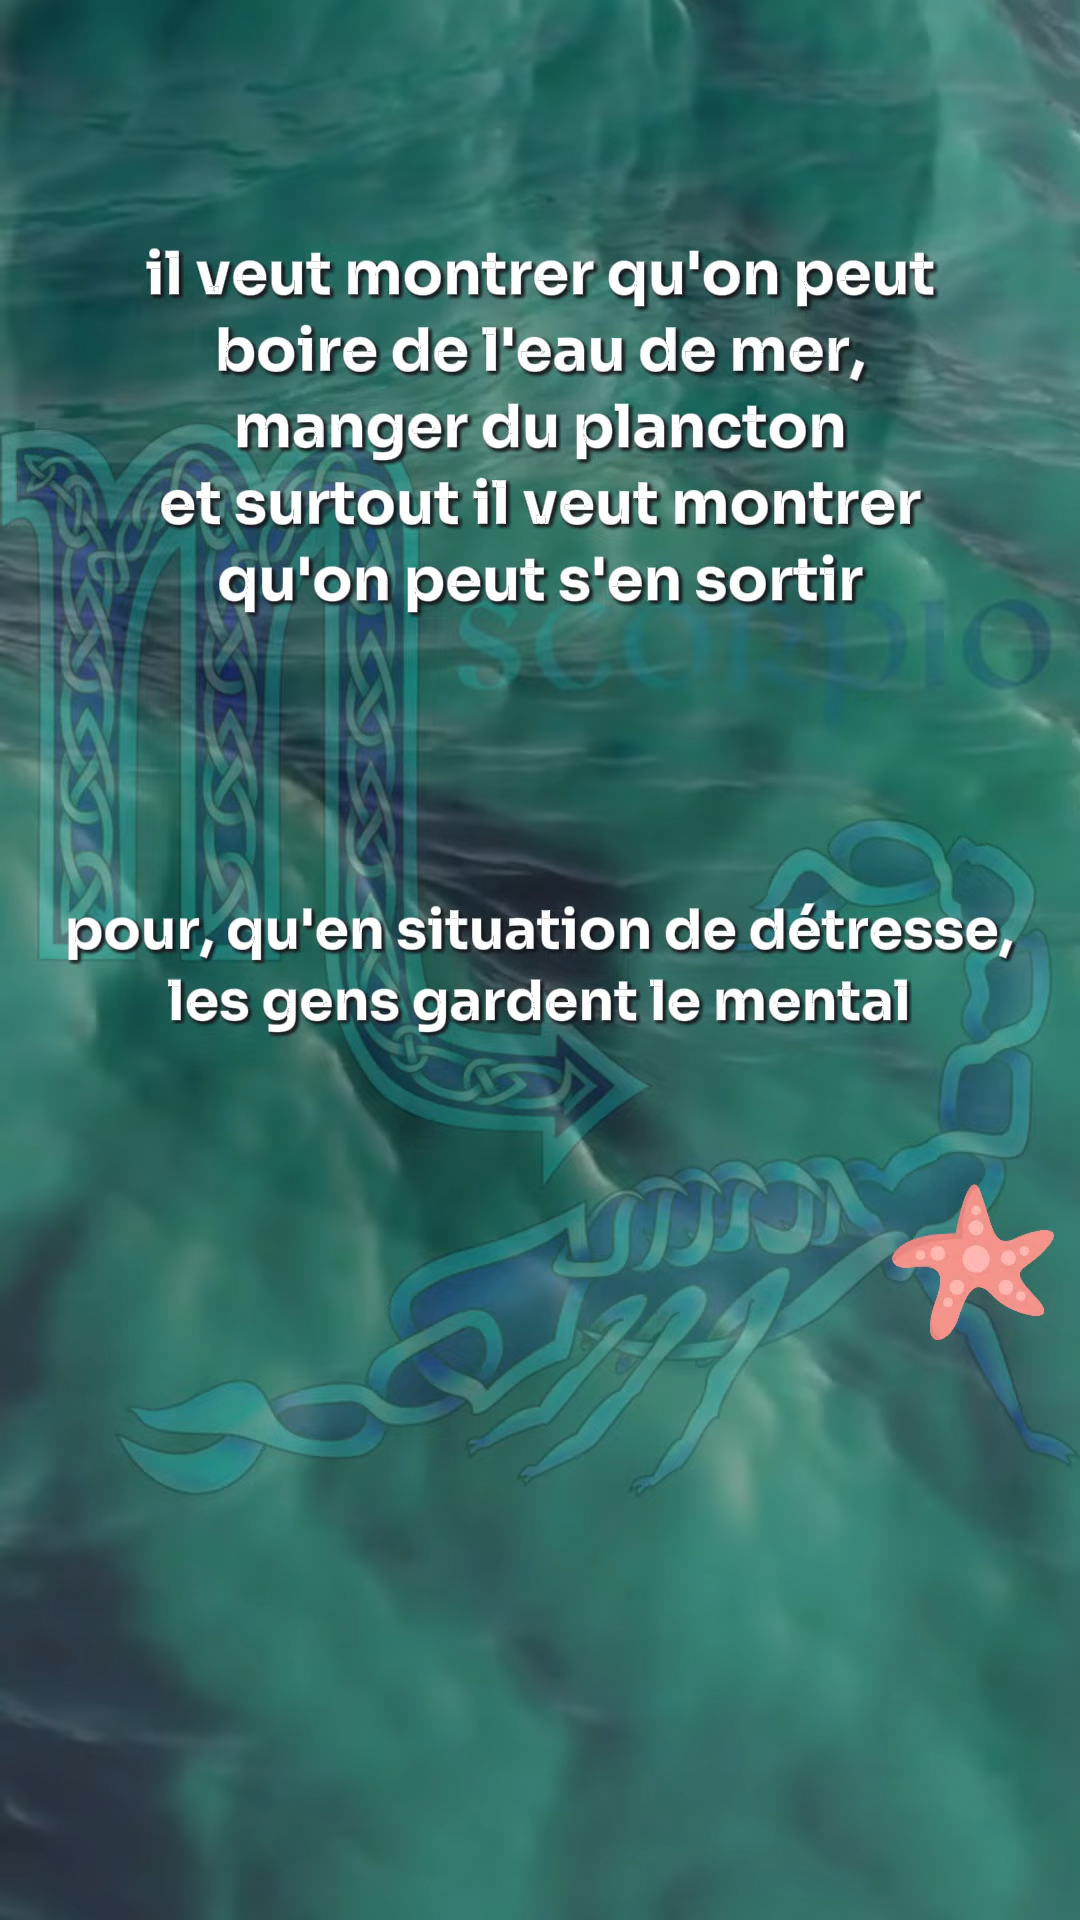 il veut montrer qu'on peut
boire de l'eau de mer,
manger du plancton
et surtout il veut montrer
qu'on peut s'en sortir
scorpio
pour, qu'en situation de détresse,
les gens gardent le mental